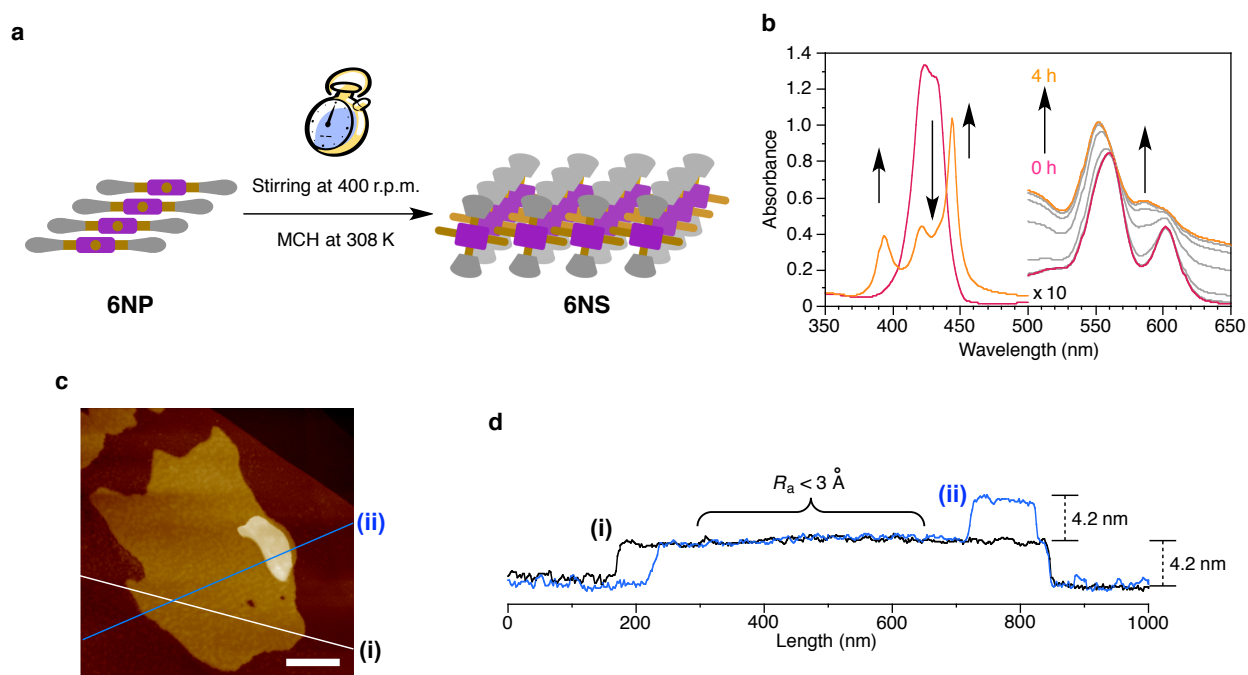 a
Stirring at 400 r.p.m.
MCH at 308 K
6NP
6NS
b
Absorbance
1.4
1.2
1.0
0.8
0.6
0.4
0.2
0
4 h
0 h
x 10
350 400 450 500 550 600 650
Wavelength (nm)
c
(ii)
(i)
d
Ra < 3 Å
(i)
(ii)
4.2 nm
4.2 nm
0 200 400 600 800 1000
Length (nm)